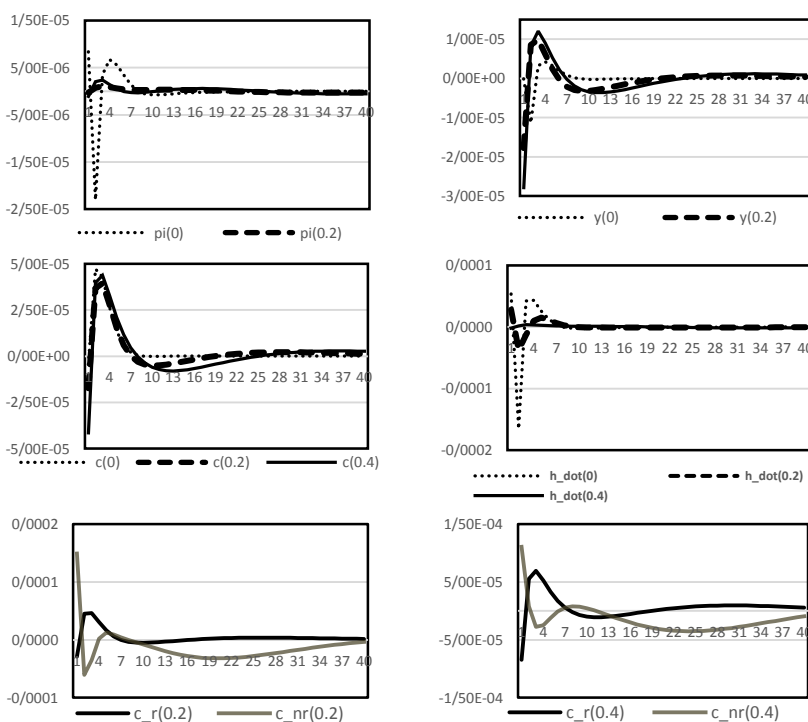 1/50E-05
5/00E-06
-5/00E-06
-1/50E-05
-2/50E-05
1 4 7 10 13 16 19 22 25 28 31 34 37 40
pi(0) pi(0.2)
1/00E-05
0/00E+00
-1/00E-05
-2/00E-05
-3/00E-05
1 4 7 10 13 16 19 22 25 28 31 34 37 40
y(0) y(0.2)
5/00E-05
2/50E-05
0/00E+00
-2/50E-05
-5/00E-05
1 4 7 10 13 16 19 22 25 28 31 34 37 40
c(0) c(0.2) c(0.4)
0/0001
0/0000
-0/0001
-0/0002
1 4 7 10 13 16 19 22 25 28 31 34 37 40
h_dot(0) h_dot(0.2)
h_dot(0.4)
0/0002
0/0001
0/0000
-0/0001
1 4 7 10 13 16 19 22 25 28 31 34 37 40
c_r(0.2) c_nr(0.2)
1/50E-04
5/00E-05
-5/00E-05
-1/50E-04
1 4 7 10 13 16 19 22 25 28 31 34 37 40
c_r(0.4) c_nr(0.4)